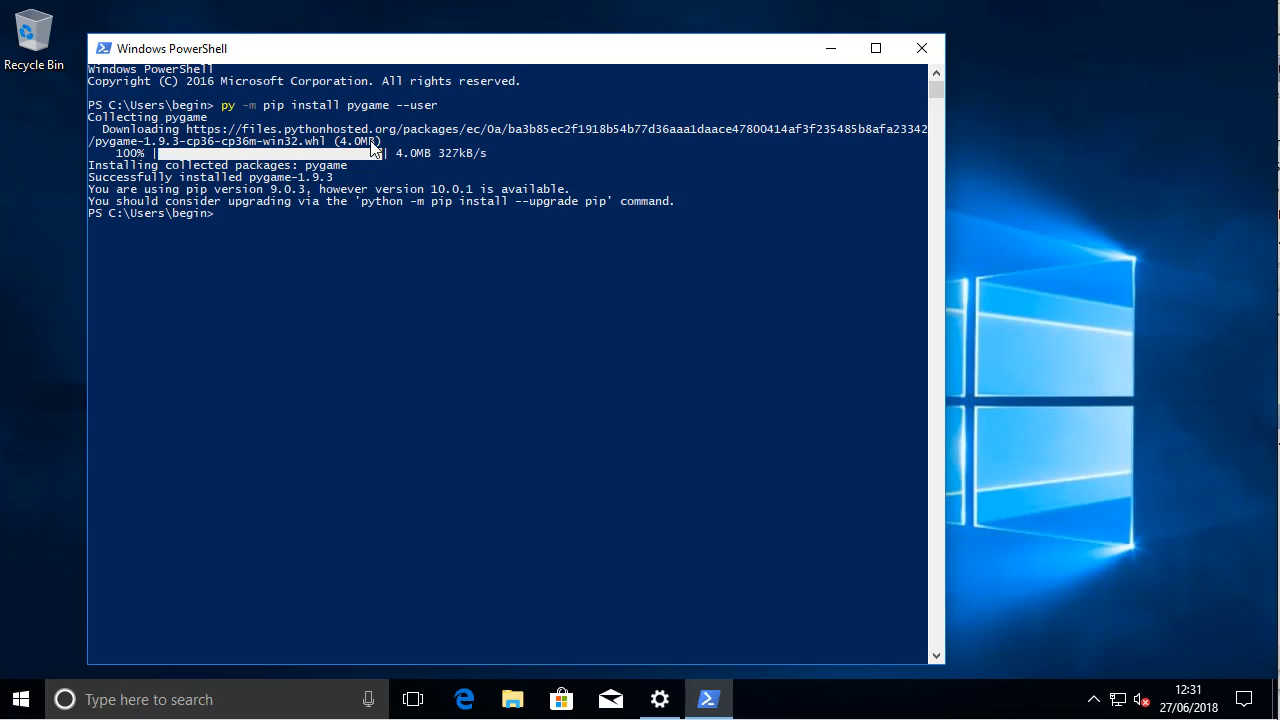 Recycle Bin
Windows PowerShell
Windows PowerShell
Copyright (C) 2016 Microsoft Corporation. All rights reserved.
PS C:\Users\begin> py -m pip install pygame --user
Collecting pygame
Downloading https://files.pythonhosted.org/packages/ec/0a/ba3b85ec2f1918b54b77d36aaa1daace47800414af3f235485b8afa23342
/pygame-1.9.3-cp36-cp36m-win32.whl (4.0MB)
100% | | 4.0MB 327kB/s
Installing collected packages: pygame
Successfully installed pygame-1.9.3
You are using pip version 9.0.3, however version 10.0.1 is available.
You should consider upgrading via the 'python -m pip install --upgrade pip' command.
PS C:\Users\begin>
Type here to search
12:31
27/06/2018